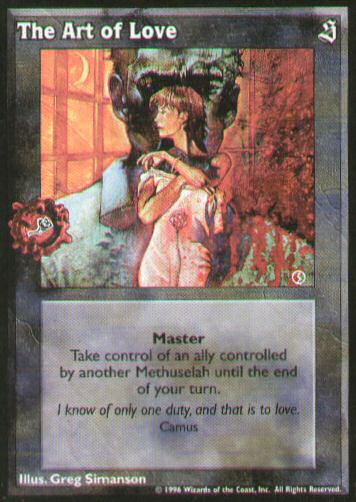 The Art of Love
Master
Take control of an ally controlled
by another Methuselah until the end
of your turn.
I know of only one duty, and that is to love.
Camus
Illus. Greg Simanson
© 1996 Wizards of the Coast, Inc. All Rights Reserved.